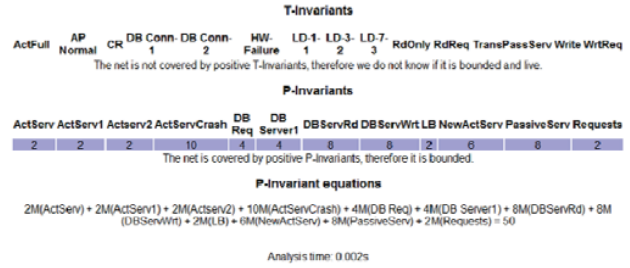 T-Invariants
ActFull AP Normal CR DB Conn-1 DB Conn-2 HW-Failure LD-1-1 LD-3-2 LD-7-3 RdOnly RdReq TransPassServ Write WrtReq
The net is not covered by positive T-Invariants, therefore we do not know if it is bounded and live.
P-Invariants
ActServ ActServ1 Actserv2 ActServCrash DB Req DB Server1 DBServRd DBServWrt LB NewActServ PassiveServ Requests
2 2 2 10 4 4 8 8 2 6 8 2
The net is covered by positive P-Invariants, therefore it is bounded.
P-Invariant equations
2M(ActServ) + 2M(ActServ1) + 2M(Actserv2) + 10M(ActServCrash) + 4M(DB Req) + 4M(DB Server1) + 8M(DBServRd) + 8M
(DBServWrt) + 2M(LB) + 6M(NewActServ) + 8M(PassiveServ) + 2M(Requests) = 50
Analysis time: 0.002s